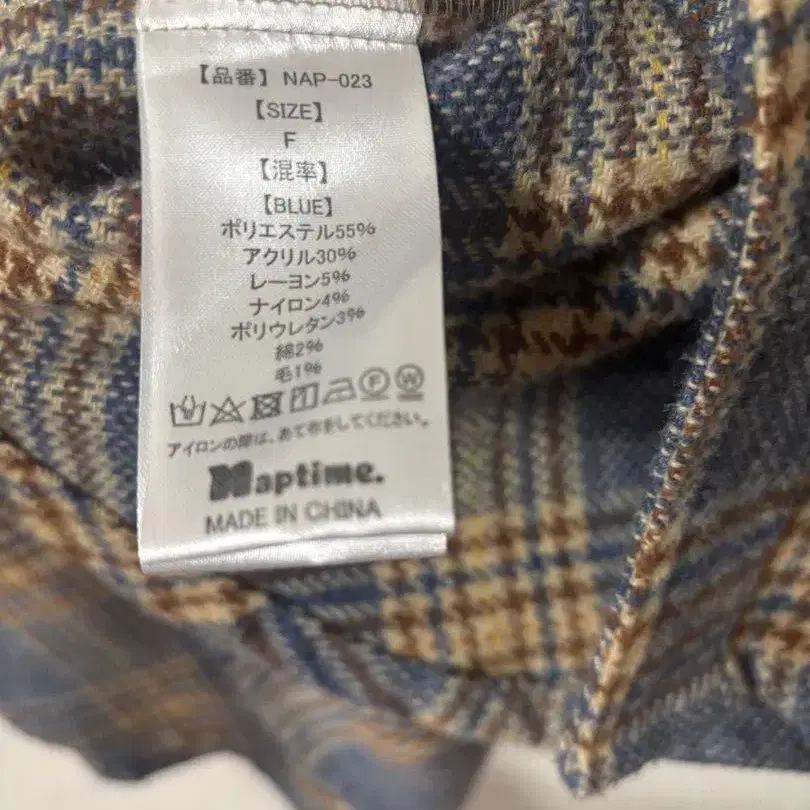 【品番】 NAP-023
【SIZE】
F
【混率】
【BLUE】
ポリエステル55%
アクリル30%
レーヨン5%
ナイロン4%
ポリウレタン3%
綿2%
毛1%
アイロンの際は、あて布をしてください。
Naptime.
MADE IN CHINA